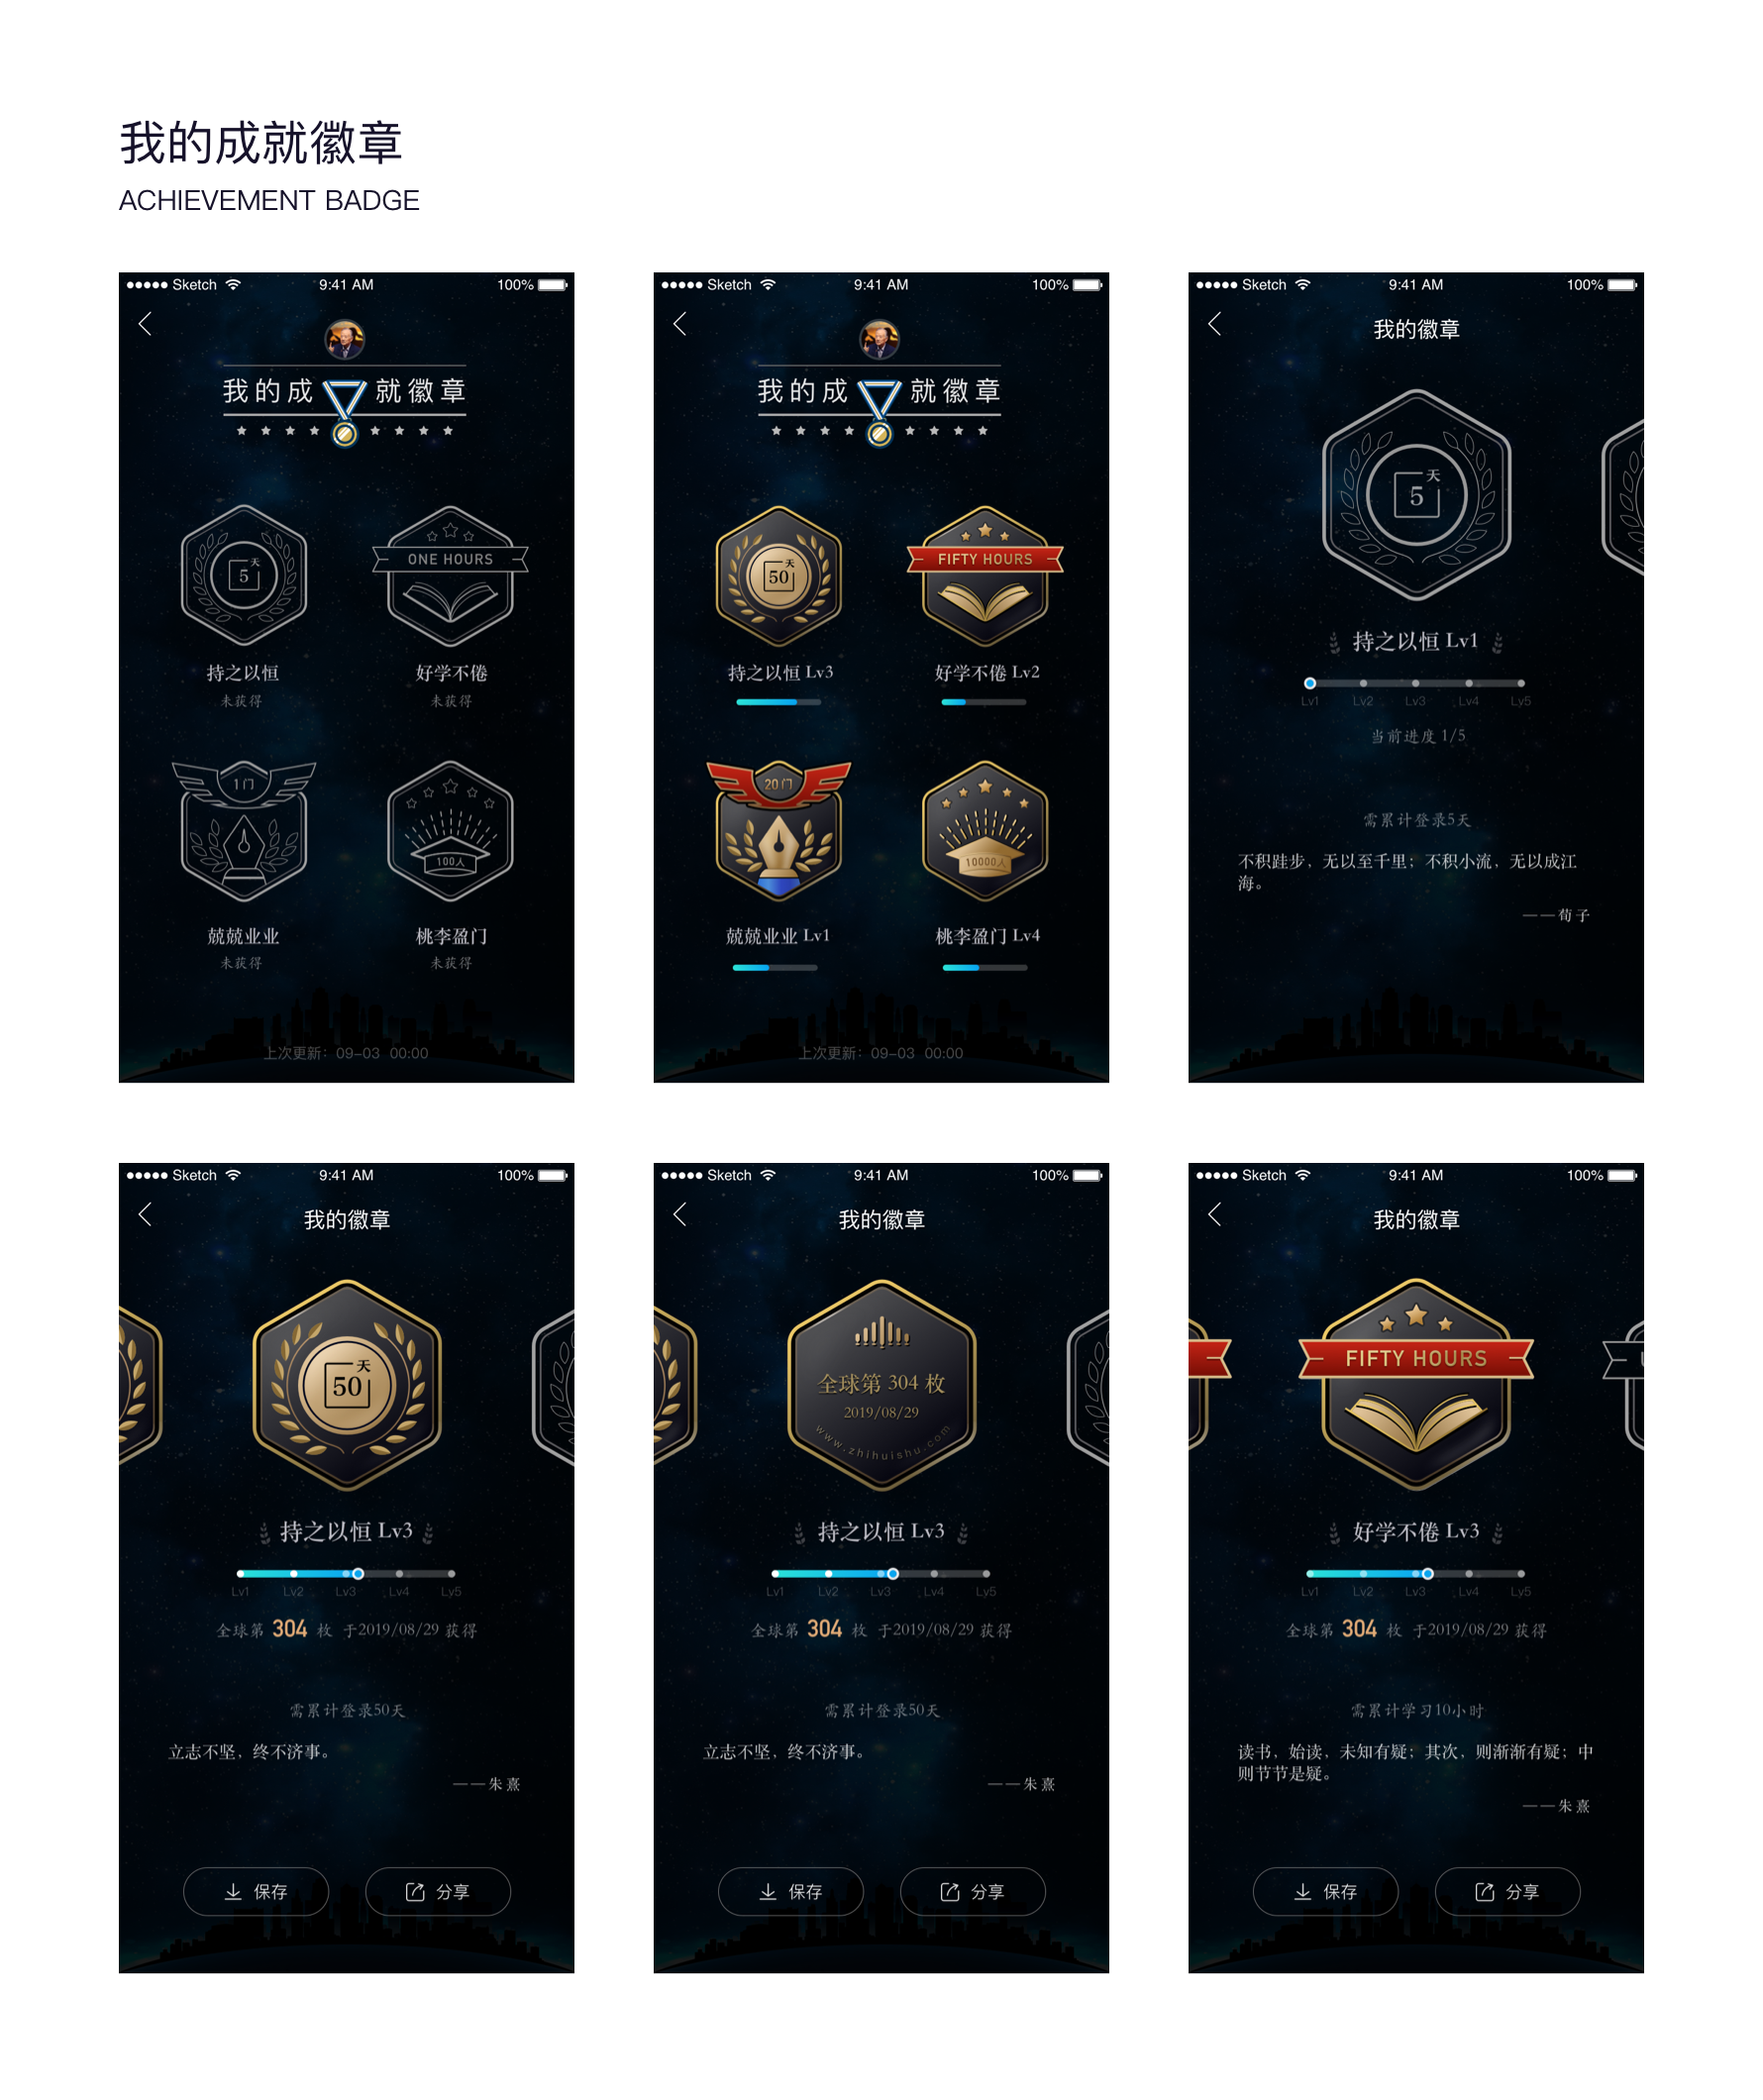 我的成就徽章
ACHIEVEMENT BADGE
Sketch 9:41 AM 100%
我的成就徽章
5天
ONE HOURS
持之以恒 好学不倦
未获得 未获得
1门
100人
兢兢业业 桃李盈门
未获得 未获得
上次更新：09-03 00:00
Sketch 9:41 AM 100%
我的成就徽章
50天
FIFTY HOURS
持之以恒 Lv3 好学不倦 Lv2
20门
10000人
兢兢业业 Lv1 桃李盈门 Lv4
上次更新：09-03 00:00
Sketch 9:41 AM 100%
我的徽章
5天
持之以恒 Lv1
Lv1 Lv2 Lv3 Lv4 Ly5
当前进度 1/5
需累计登录5天
不积跬步，无以至千里；不积小流，无以成江
海。
——荀子
Sketch 9:41 AM 100%
我的徽章
50天
持之以恒 Lv3
Lv1 Lv2 Lv3 Lv4 Ly5
全球第 304 枚 于2019/08/29 获得
需累计登录50天
立志不坚，终不济事。
——朱熹
保存 分享
Sketch 9:41 AM 100%
我的徽章
全球第 304 枚
2019/08/29
www.zhihuishu.com
持之以恒 Lv3
Lv1 Lv2 Lv3 Lv4 Ly5
全球第 304 枚 于2019/08/29 获得
需累计登录50天
立志不坚，终不济事。
——朱熹
保存 分享
Sketch 9:41 AM 100%
我的徽章
FIFTY HOURS
好学不倦 Lv3
Lv1 Lv2 Lv3 Lv4 Ly5
全球第 304 枚 于2019/08/29 获得
需累计学习10小时
读书，始读，未知有疑；其次，则渐渐有疑；中
则节节是疑。
——朱熹
保存 分享